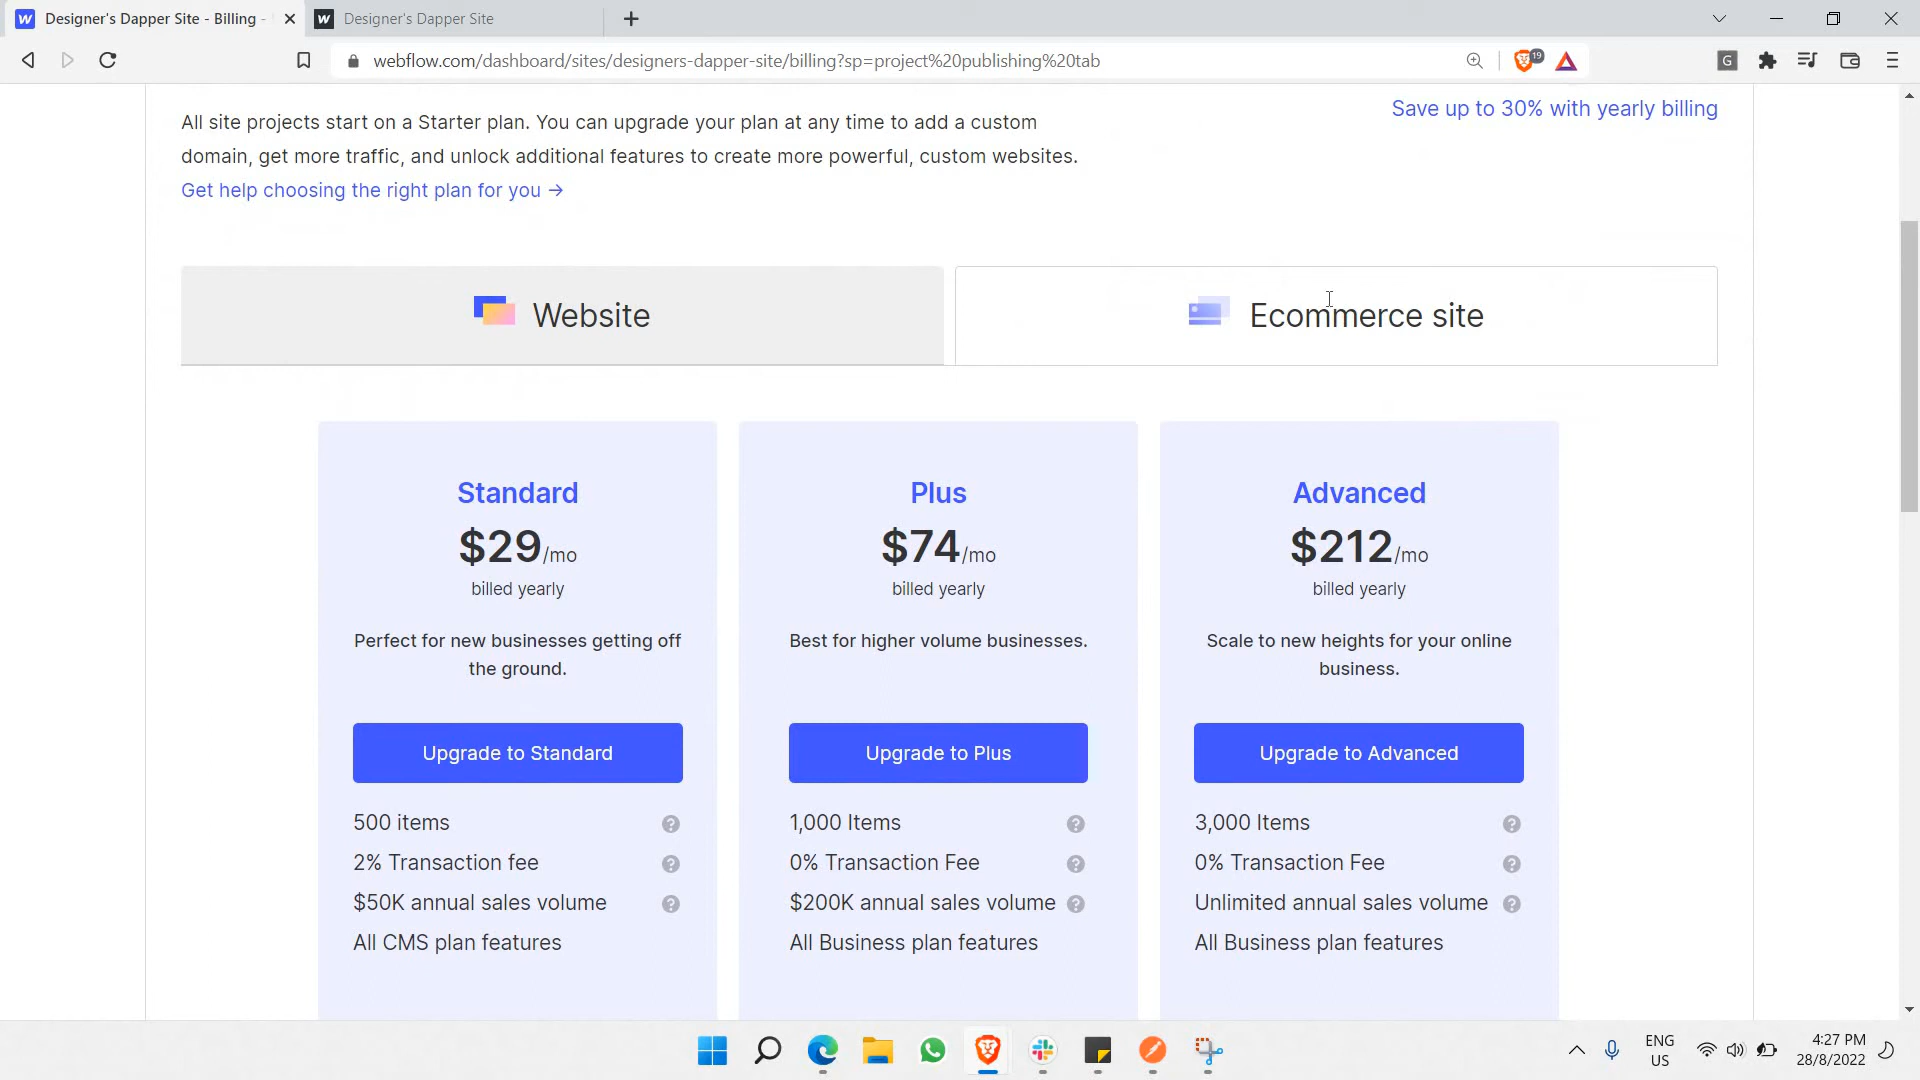 Designer's Dapper Site - Billing -
Designer's Dapper Site
webflow.com/dashboard/sites/designers-dapper-site/billing?sp=project%20publishing%20tab
19
G
All site projects start on a Starter plan. You can upgrade your plan at any time to add a custom
domain, get more traffic, and unlock additional features to create more powerful, custom websites.
Get help choosing the right plan for you →
Save up to 30% with yearly billing
Website
Ecommerce site
Standard
$29/mo
billed yearly
Perfect for new businesses getting off
the ground.
Upgrade to Standard
500 items
2% Transaction fee
$50K annual sales volume
All CMS plan features
Plus
$74/mo
billed yearly
Best for higher volume businesses.
Upgrade to Plus
1,000 Items
0% Transaction Fee
$200K annual sales volume
All Business plan features
Advanced
$212/mo
billed yearly
Scale to new heights for your online
business.
Upgrade to Advanced
3,000 Items
0% Transaction Fee
Unlimited annual sales volume
All Business plan features
ENG
US
4:27 PM
28/8/2022